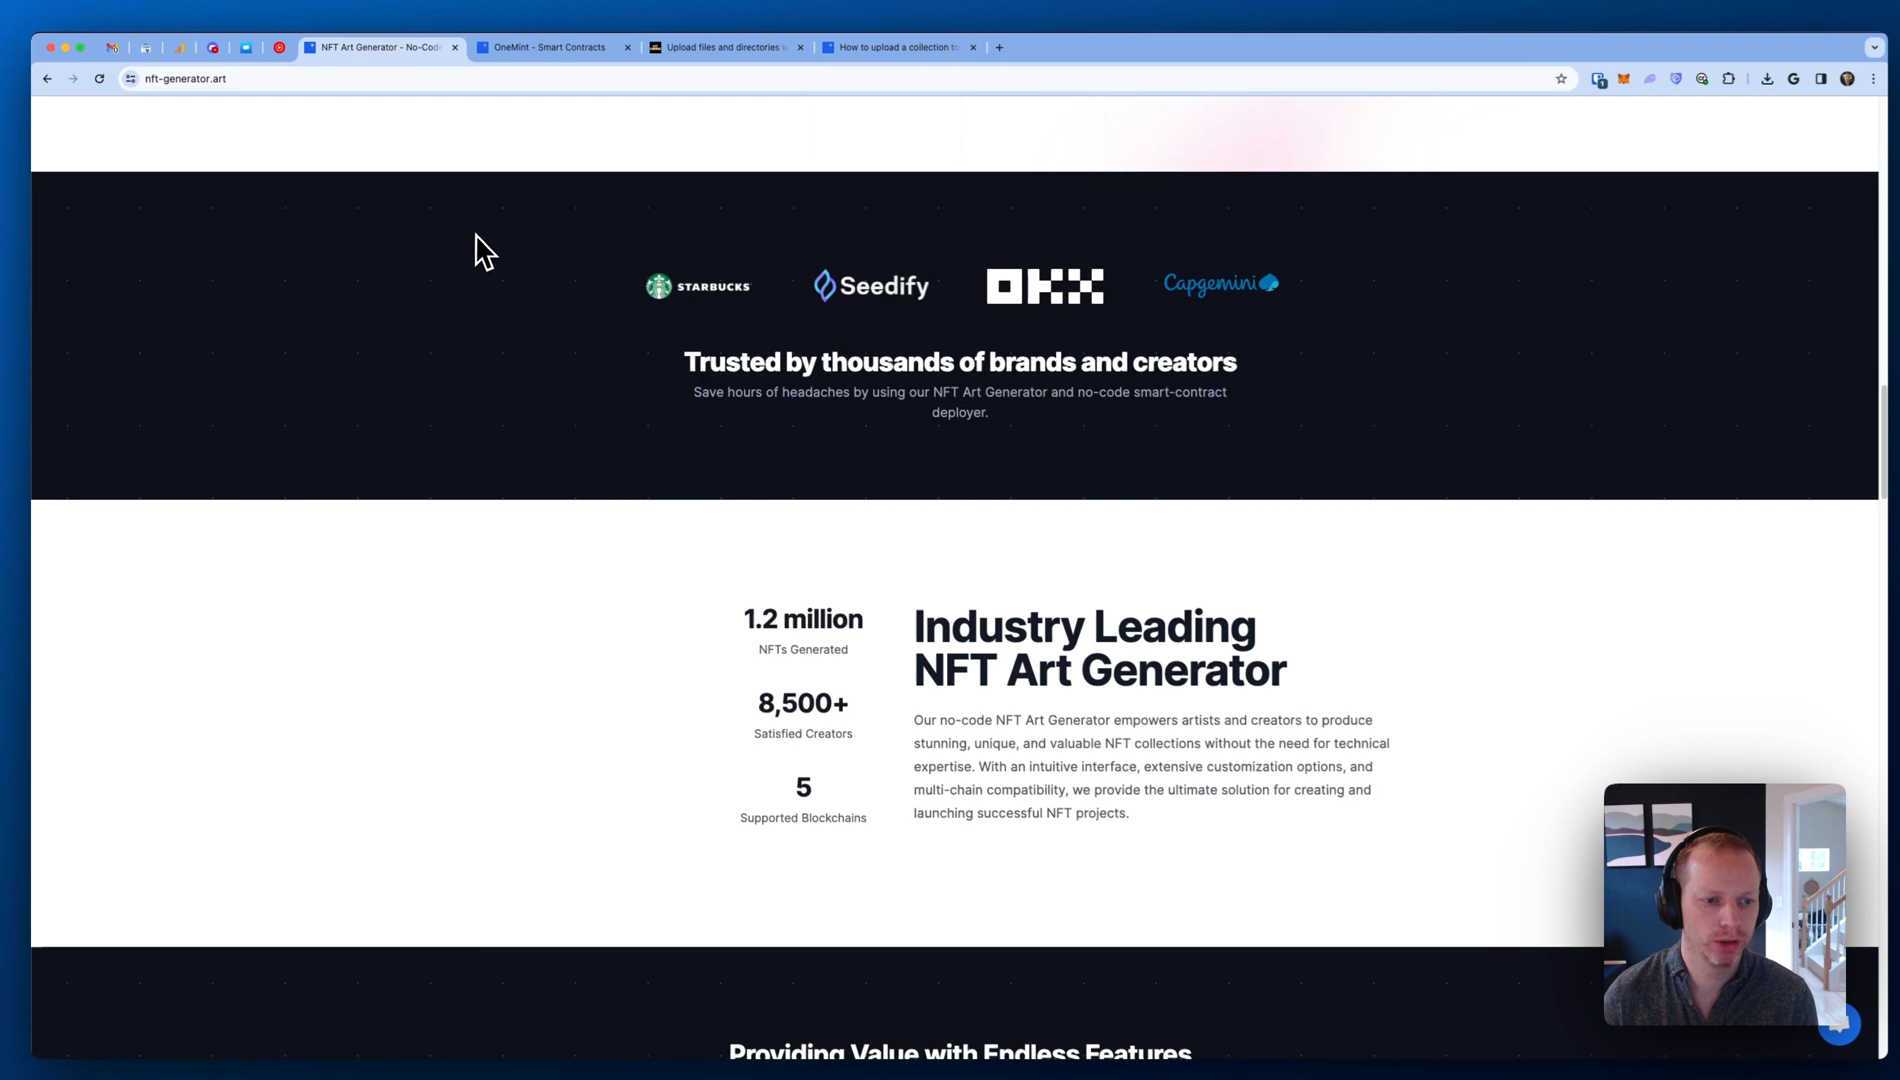 NFT Art Generator - No-Code
OneMint - Smart Contracts
Upload files and directories
How to upload a collection to
nft-generator.art
1
STARBUCKS
Seedify
OKX
Capgemini
Trusted by thousands of brands and creators
Save hours of headaches by using our NFT Art Generator and no-code smart-contract
deployer.
1.2 million
NFTs Generated
8,500+
Satisfied Creators
5
Supported Blockchains
Industry Leading
NFT Art Generator
Our no-code NFT Art Generator empowers artists and creators to produce
stunning, unique, and valuable NFT collections without the need for technical
expertise. With an intuitive interface, extensive customization options, and
multi-chain compatibility, we provide the ultimate solution for creating and
launching successful NFT projects.
Providing Value with Endless Features